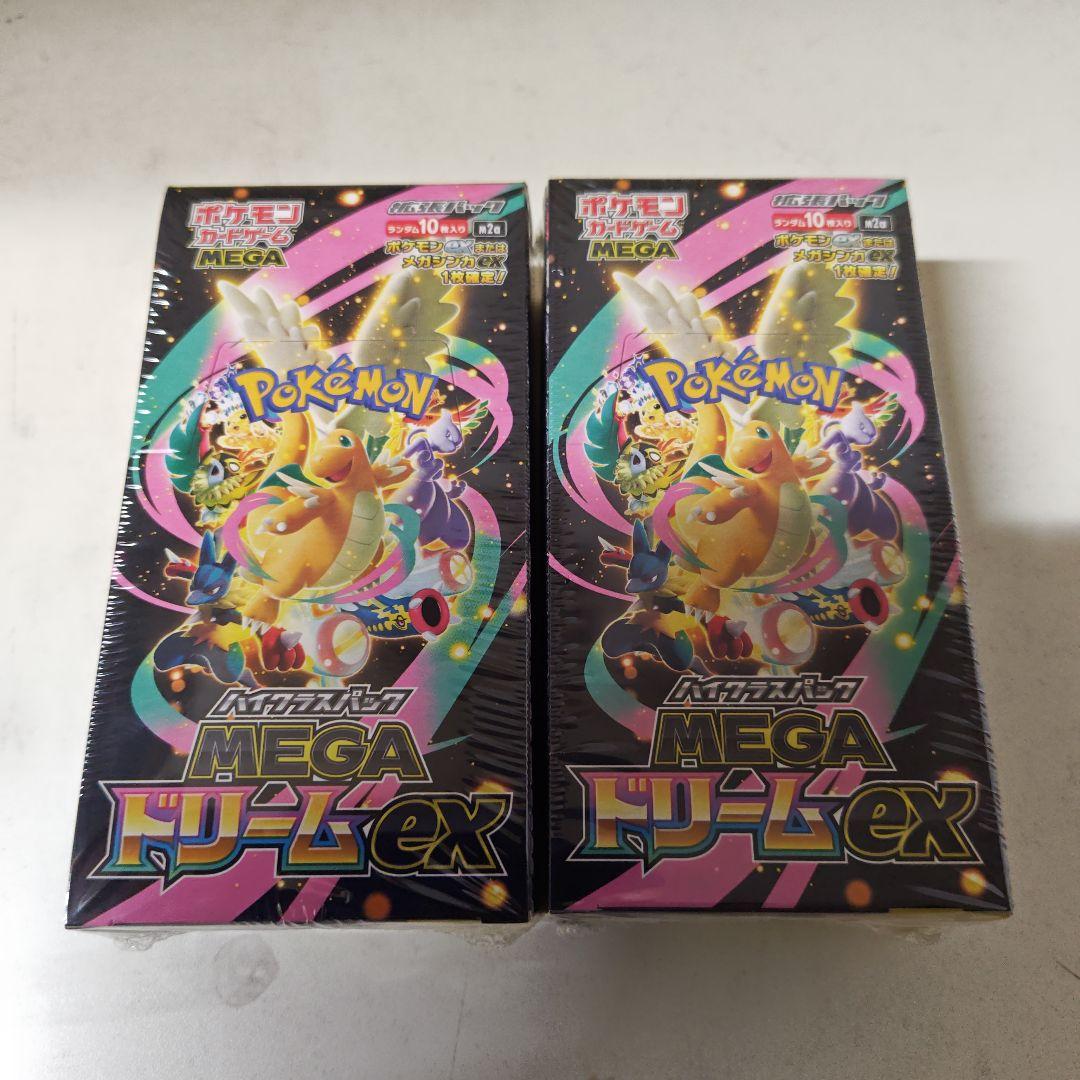 ポケモン
カードゲーム
MEGA
拡張パック
ランダム10枚入り
m2a
ポケモンexまたは
メガシンカex
1枚確定!
POKéMON
TM
ハイクラスパック
MEGA
ドリームex
ポケモン
カードゲーム
MEGA
拡張パック
ランダム10枚入り
m2a
ポケモンexまたは
メガシンカex
1枚確定!
POKéMON
ハイクラスパック
MEGA
ドリームex